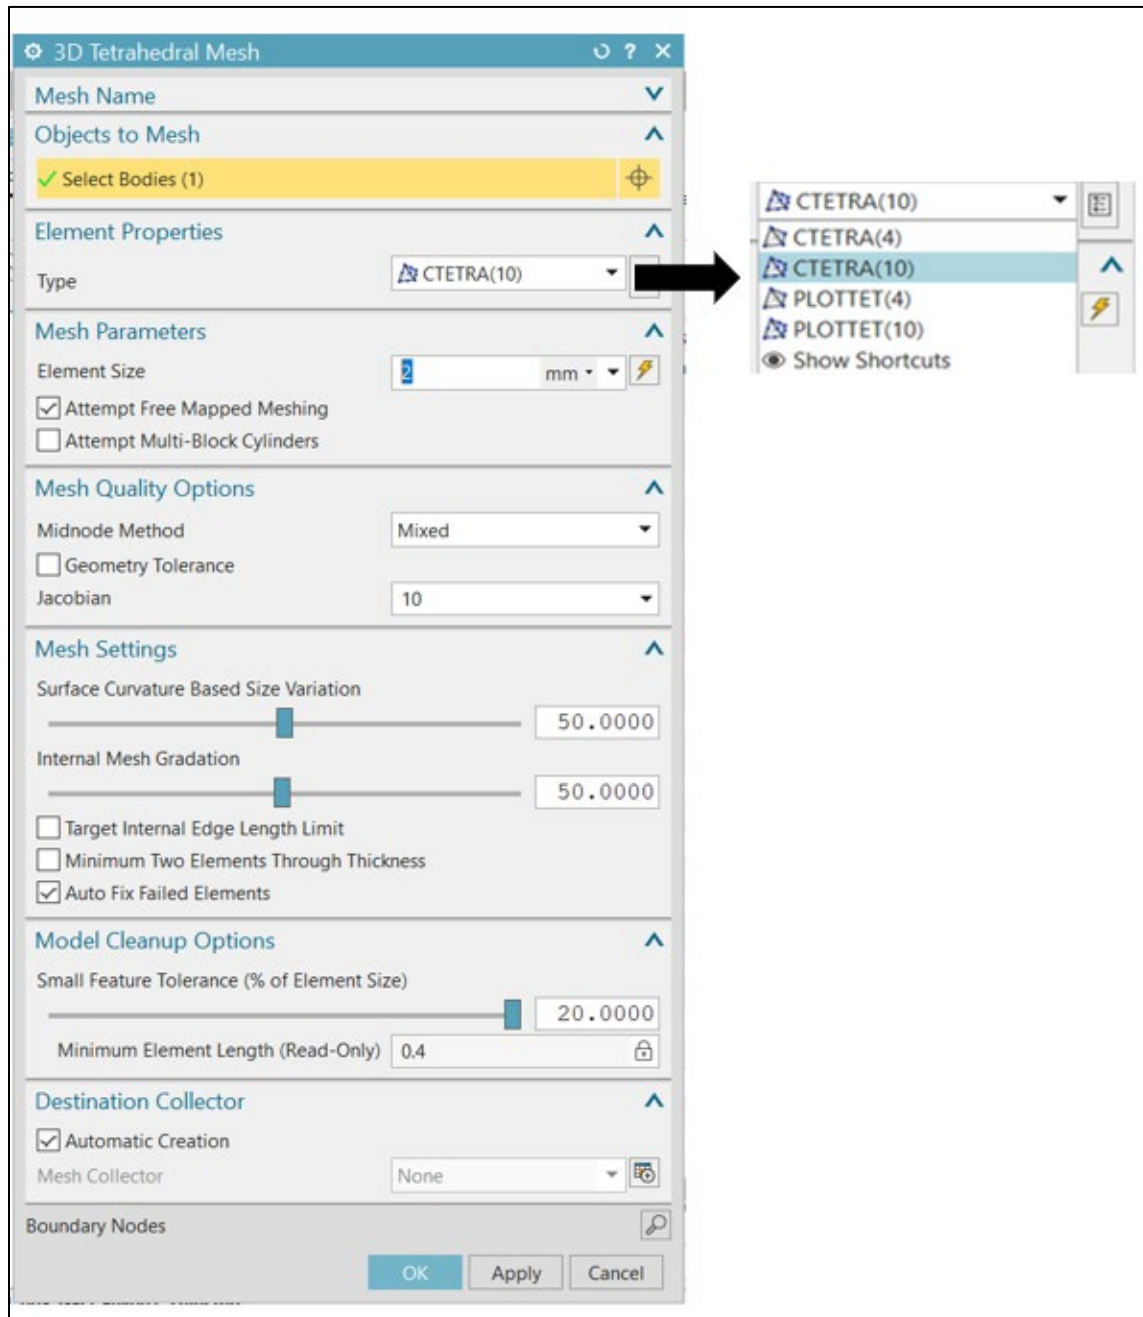 3D Tetrahedral Mesh
Mesh Name
Objects to Mesh
Select Bodies (1)
Element Properties
Type CTETRA(10)
Mesh Parameters
Element Size 2 mm
Attempt Free Mapped Meshing
Attempt Multi-Block Cylinders
Mesh Quality Options
Midnode Method Mixed
Geometry Tolerance
Jacobian 10
Mesh Settings
Surface Curvature Based Size Variation
50.0000
Internal Mesh Gradation
50.0000
Target Internal Edge Length Limit
Minimum Two Elements Through Thickness
Auto Fix Failed Elements
Model Cleanup Options
Small Feature Tolerance (% of Element Size)
20.0000
Minimum Element Length (Read-Only) 0.4
Destination Collector
Automatic Creation
Mesh Collector None
Boundary Nodes
OK Apply Cancel
CTETRA(10)
CTETRA(4)
CTETRA(10)
PLOTTET(4)
PLOTTET(10)
Show Shortcuts